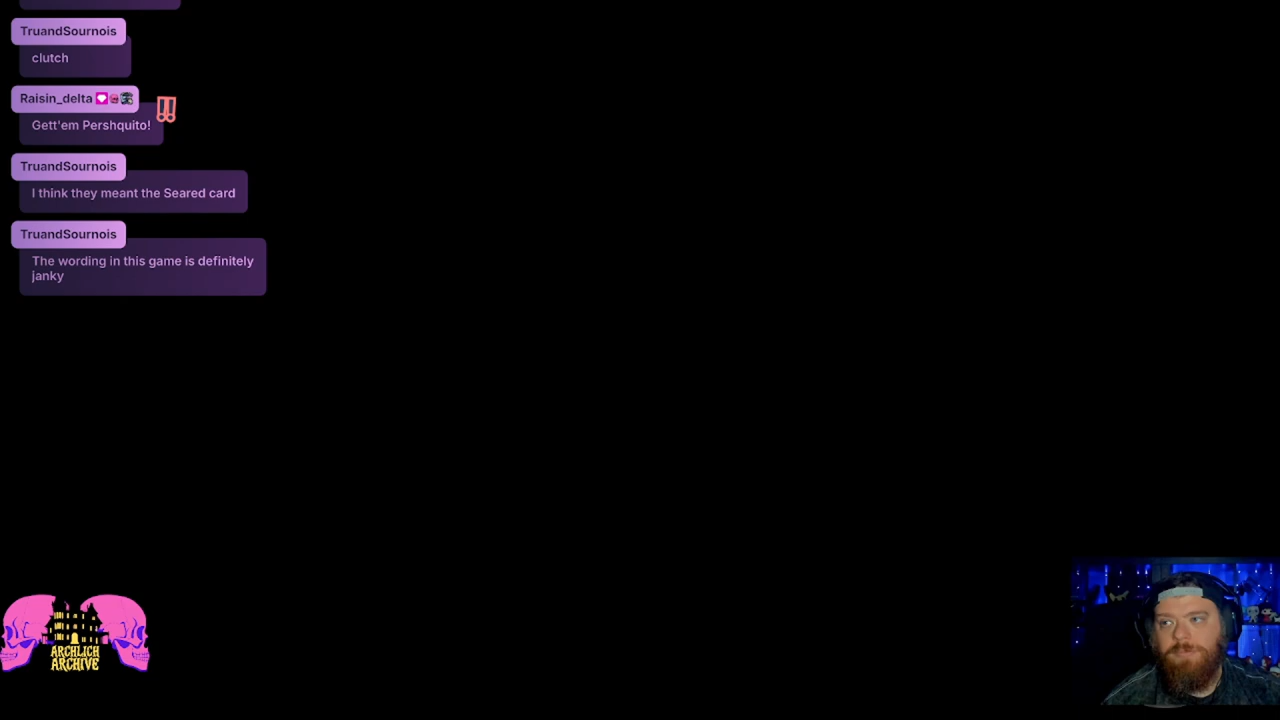 TruandSournois
clutch
Raisin_delta
Gett'em Pershquito!
TruandSournois
I think they meant the Seared card
TruandSournois
The wording in this game is definitely
janky
ARCHLICH
ARCHIVE